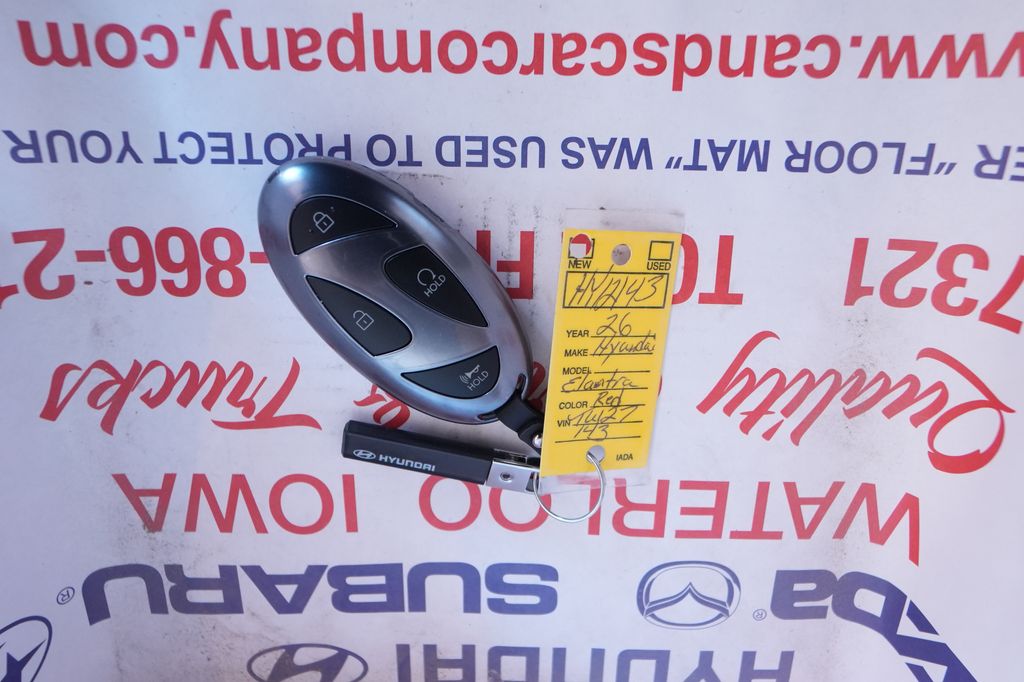 www.candscarcompany.com
ER "FLOOR MAT" WAS USED TO PROTECT YOUR
7321
866-2
Quality
Trucks
WATERLOO IOWA
SUBARU®
®
HYUNDAI
HOLD
HOLD
HYUNDAI
NEW USED
HY2143
YEAR 26
MAKE Hyundai
MODEL
Elantra
COLOR Red
VIN
143
IADA